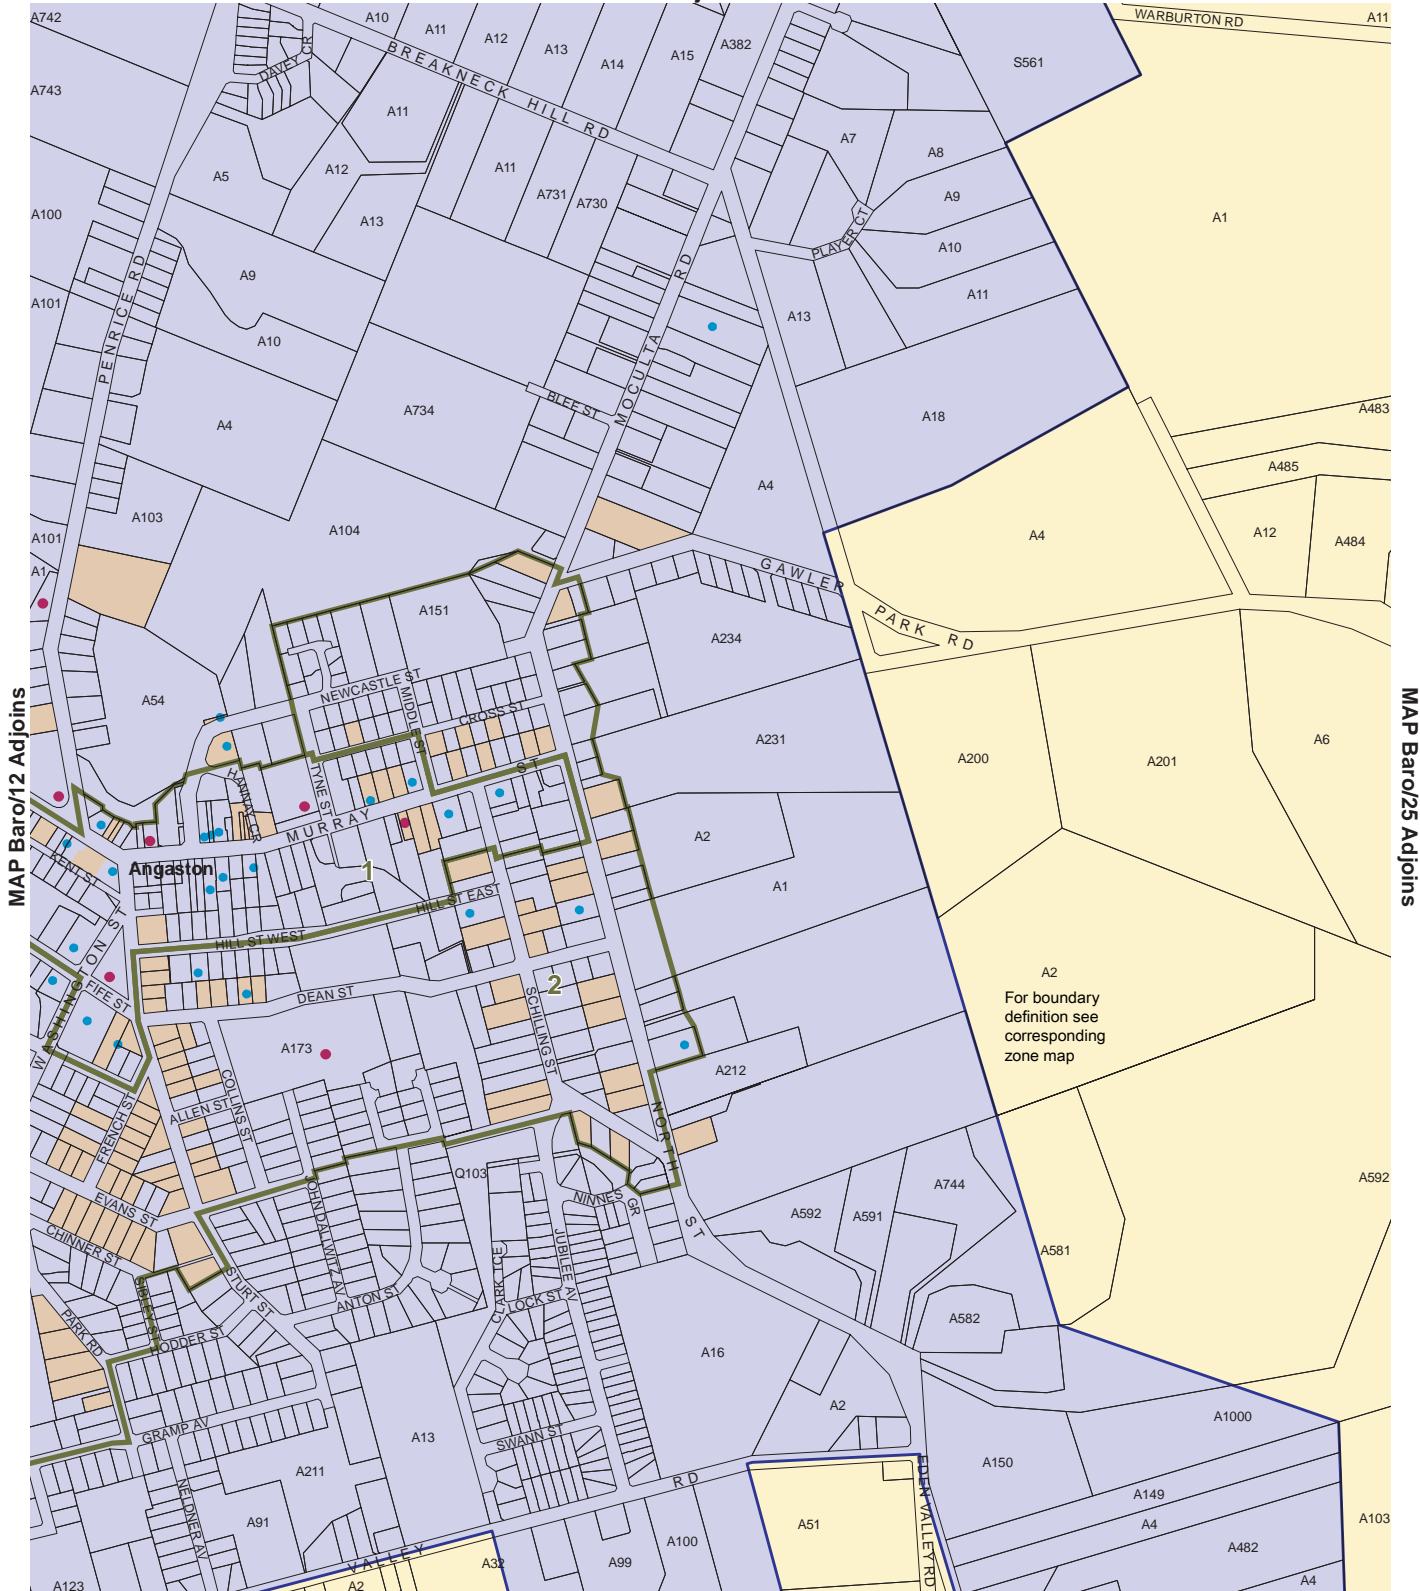 A742
A10
A11
A12
A13
A14
A15
A382
S561
WARBURTON RD
A11
DAVEY CR
BREAKNECK HILL RD
A743
A11
A7
A8
A5
A12
A11
A731
A730
A9
A100
A13
PLAYER CT
A10
A1
PENRICE RD
A9
MOCULTA RD
A11
A101
A13
A10
BLEE ST
A734
A4
A18
A483
A485
A4
A103
A104
A101
A4
A12
A484
A1
GAWLER
PARK RD
A151
A234
NEWCASTLE ST
MIDDLE ST
CROSS ST
A54
MAP Baro/12 Adjoins
MAP Baro/25 Adjoins
A231
A200
A201
A6
HANNAY CR
TYNE ST
MURRAY
ST
KENT ST
Angaston
1
A2
A1
HILL ST EAST
HILL ST WEST
WASHINGTON ST
FIFE ST
DEAN ST
SCHILLING ST
2
A2
For boundary
definition see
corresponding
zone map
A173
A212
COLLINS ST
ALLEN ST
FRENCH ST
NORTH
ST
Q103
A744
A592
EVANS ST
JOHN DALLWITZ AV
NINNES GR
A592
A591
CHINNER ST
JUBILEE AV
A581
SIBLEY ST
STURT ST
ANTON ST
CLARK TCE
LOCK ST
A582
PARK RD
HODDER ST
A16
A2
A1000
GRAMP AV
A13
SWANN ST
A211
RD
A150
NELDNER AV
EDEN VALLEY RD
A149
A91
A51
A4
A103
VALLEY
A32
A99
A100
A482
A123
A2
A4